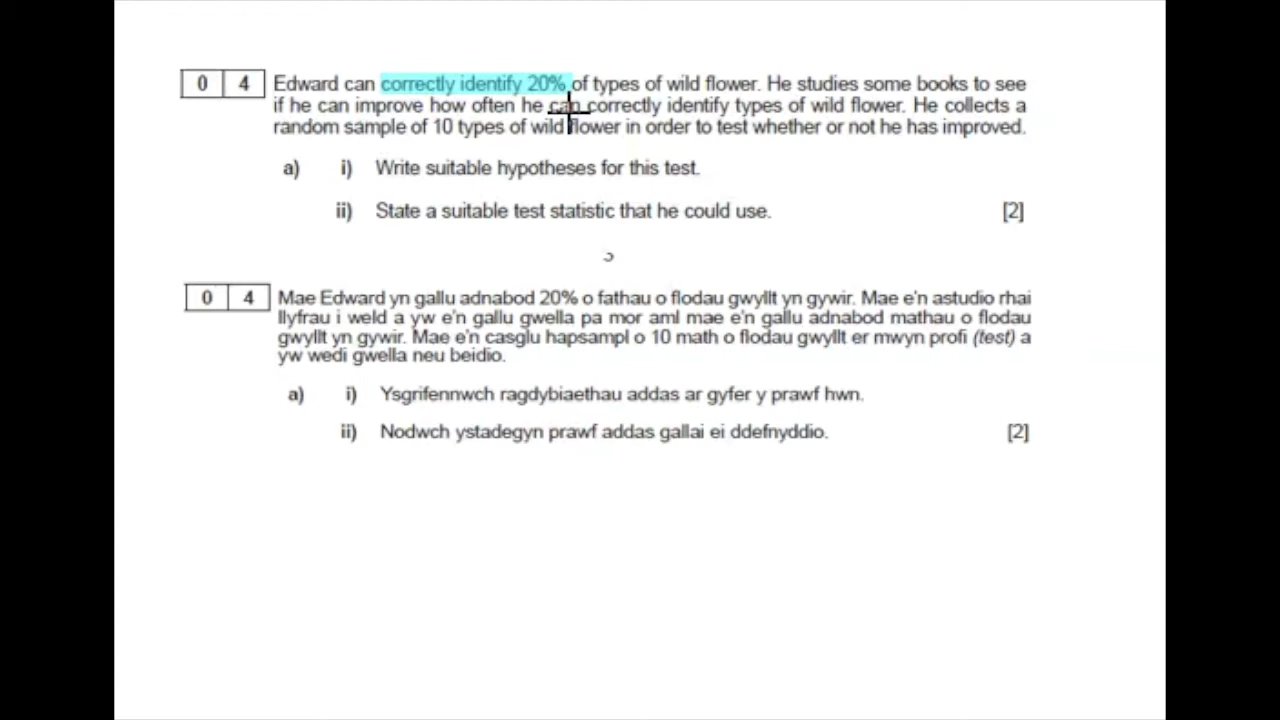 0 4 Edward can correctly identify 20% of types of wild flower. He studies some books to see
if he can improve how often he can correctly identify types of wild flower. He collects a
random sample of 10 types of wild flower in order to test whether or not he has improved.
a) i) Write suitable hypotheses for this test.
ii) State a suitable test statistic that he could use. [2]
0 4 Mae Edward yn gallu adnabod 20% o fathau o flodau gwyllt yn gywir. Mae e'n astudio rhai
llyfrau i weld a yw e'n gallu gwella pa mor aml mae e'n gallu adnabod mathau o flodau
gwyllt yn gywir. Mae e'n casglu hapsampl o 10 math o flodau gwyllt er mwyn profi (test) a
yw wedi gwella neu beidio.
a) i) Ysgrifennwch ragdybiaethau addas ar gyfer y prawf hwn.
ii) Nodwch ystadegyn prawf addas gallai ei ddefnyddio. [2]